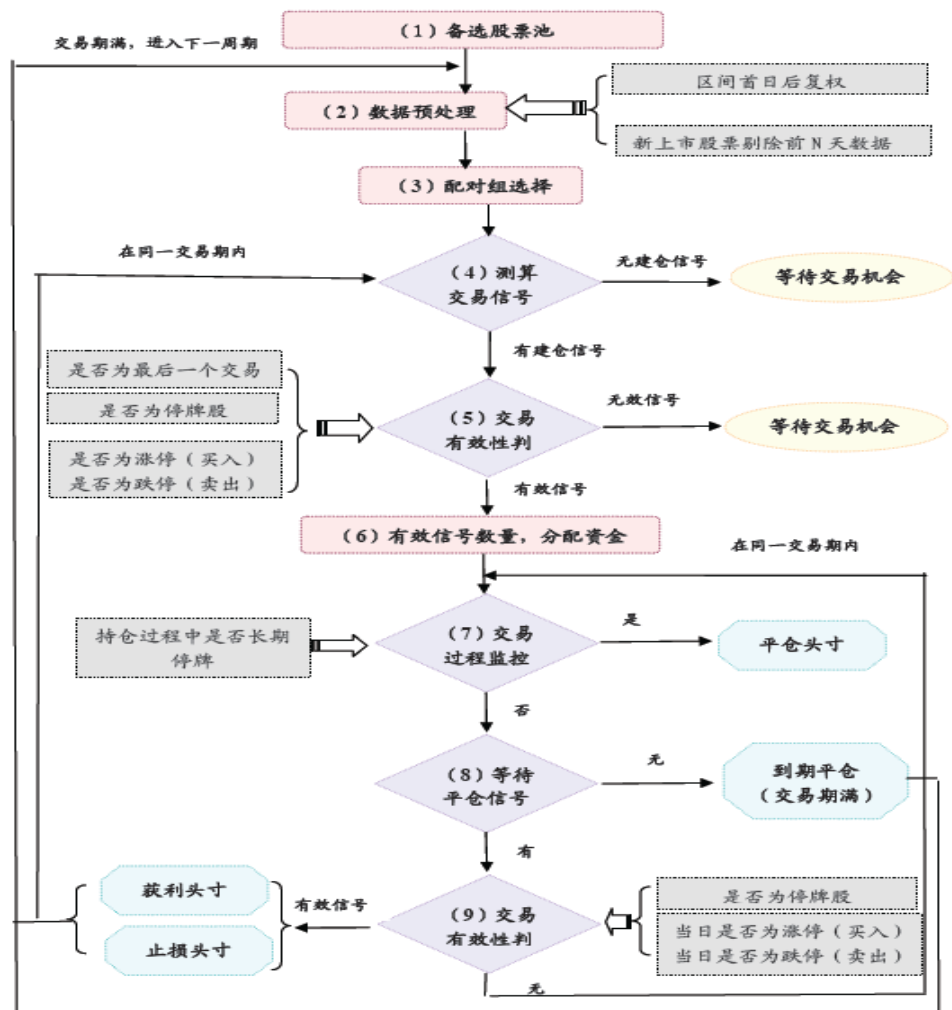 （1）备选股票池
交易期满，进入下一周期
区间首日后复权
（2）数据预处理
新上市股票剔除前N天数据
（3）配对组选择
在同一交易期内
（4）测算
交易信号
无建仓信号
等待交易机会
有建仓信号
是否为最后一个交易
是否为停牌股
是否为涨停（买入）
是否为跌停（卖出）
（5）交易
有效性判
无效信号
等待交易机会
有效信号
（6）有效信号数量，分配资金
在同一交易期内
持仓过程中是否长期
停牌
（7）交易
过程监控
是
平仓头寸
否
（8）等待
平仓信号
无
到期平仓
（交易期满）
有
获利头寸
止损头寸
有效信号
（9）交易
有效性判
是否为停牌股
当日是否为涨停（买入）
当日是否为跌停（卖出）
无